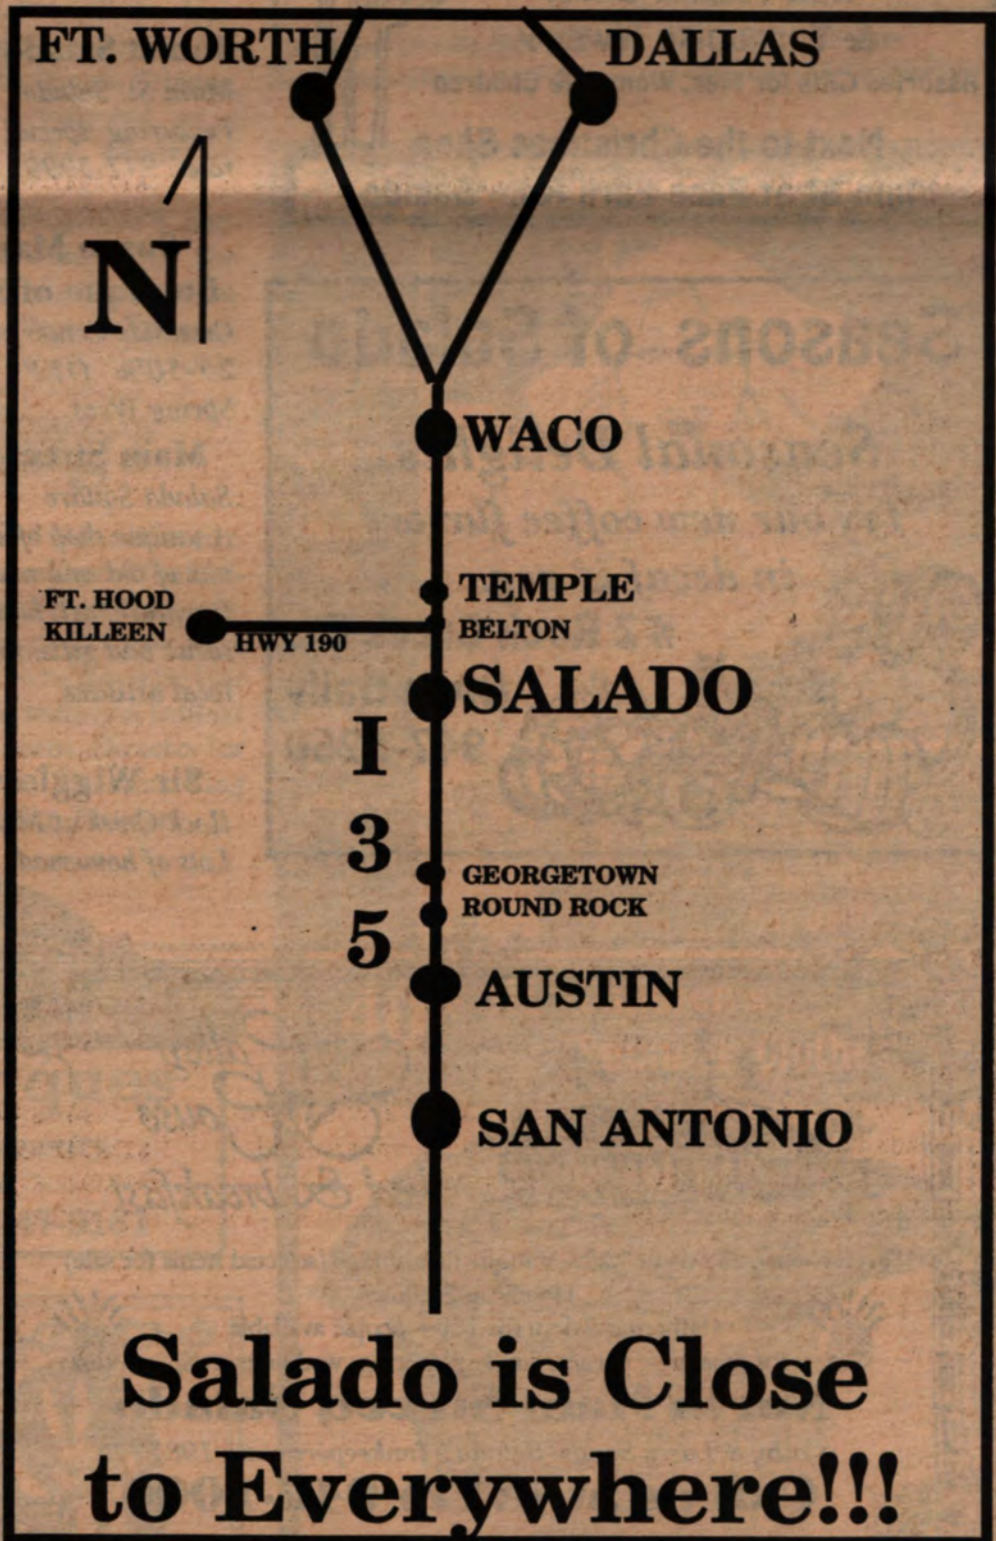 FT. WORTH
DALLAS
N
WACO
TEMPLE
FT. HOOD
KILLEEN
HWY 190
BELTON
SALADO
I
3
5
GEORGETOWN
ROUND ROCK
AUSTIN
SAN ANTONIO
Salado is Close
to Everywhere!!!